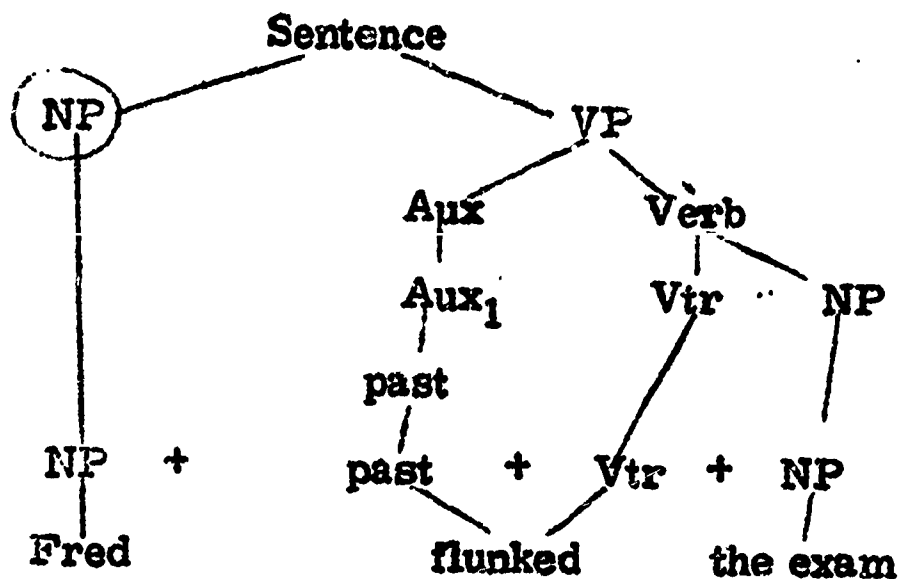 Sentence
NP VP
Aux Verb
Aux1 Vtr NP
past
NP + past + Vtr + NP
Fred flunked the exam